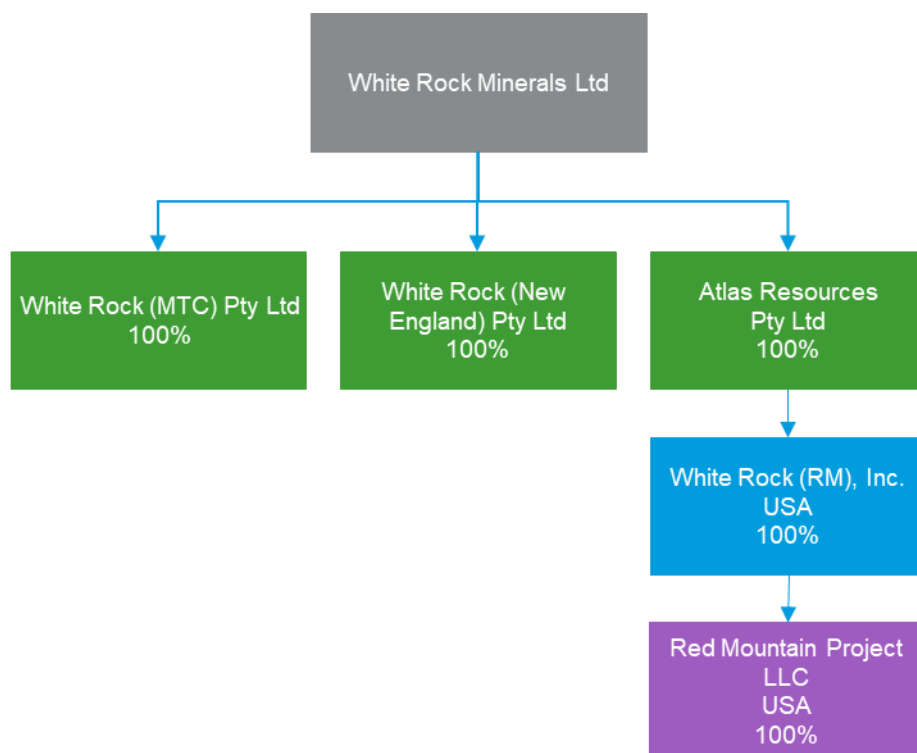 White Rock Minerals Ltd
White Rock (MTC) Pty Ltd
100%
White Rock (New
England) Pty Ltd
100%
Atlas Resources
Pty Ltd
100%
White Rock (RM), Inc.
USA
100%
Red Mountain Project
LLC
USA
100%